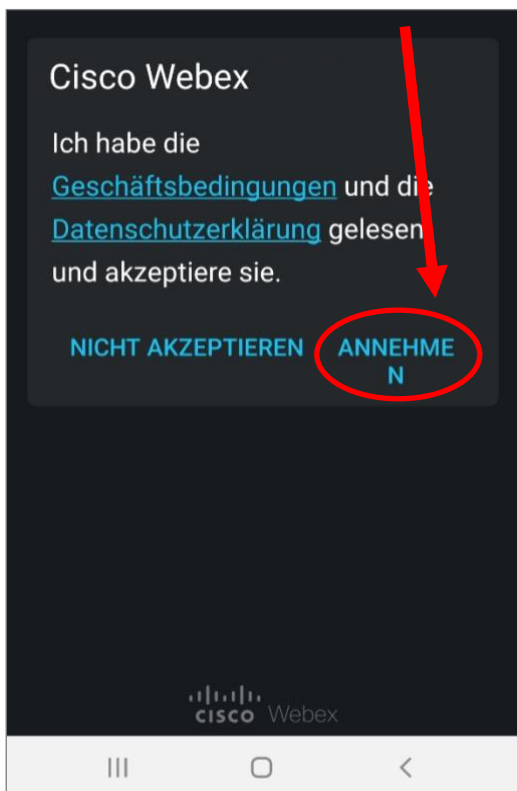 Cisco Webex
Ich habe die
Geschäftsbedingungen und die
Datenschutzerklärung gelesen
und akzeptiere sie.
NICHT AKZEPTIEREN ANNEHME
N
CISCO Webex